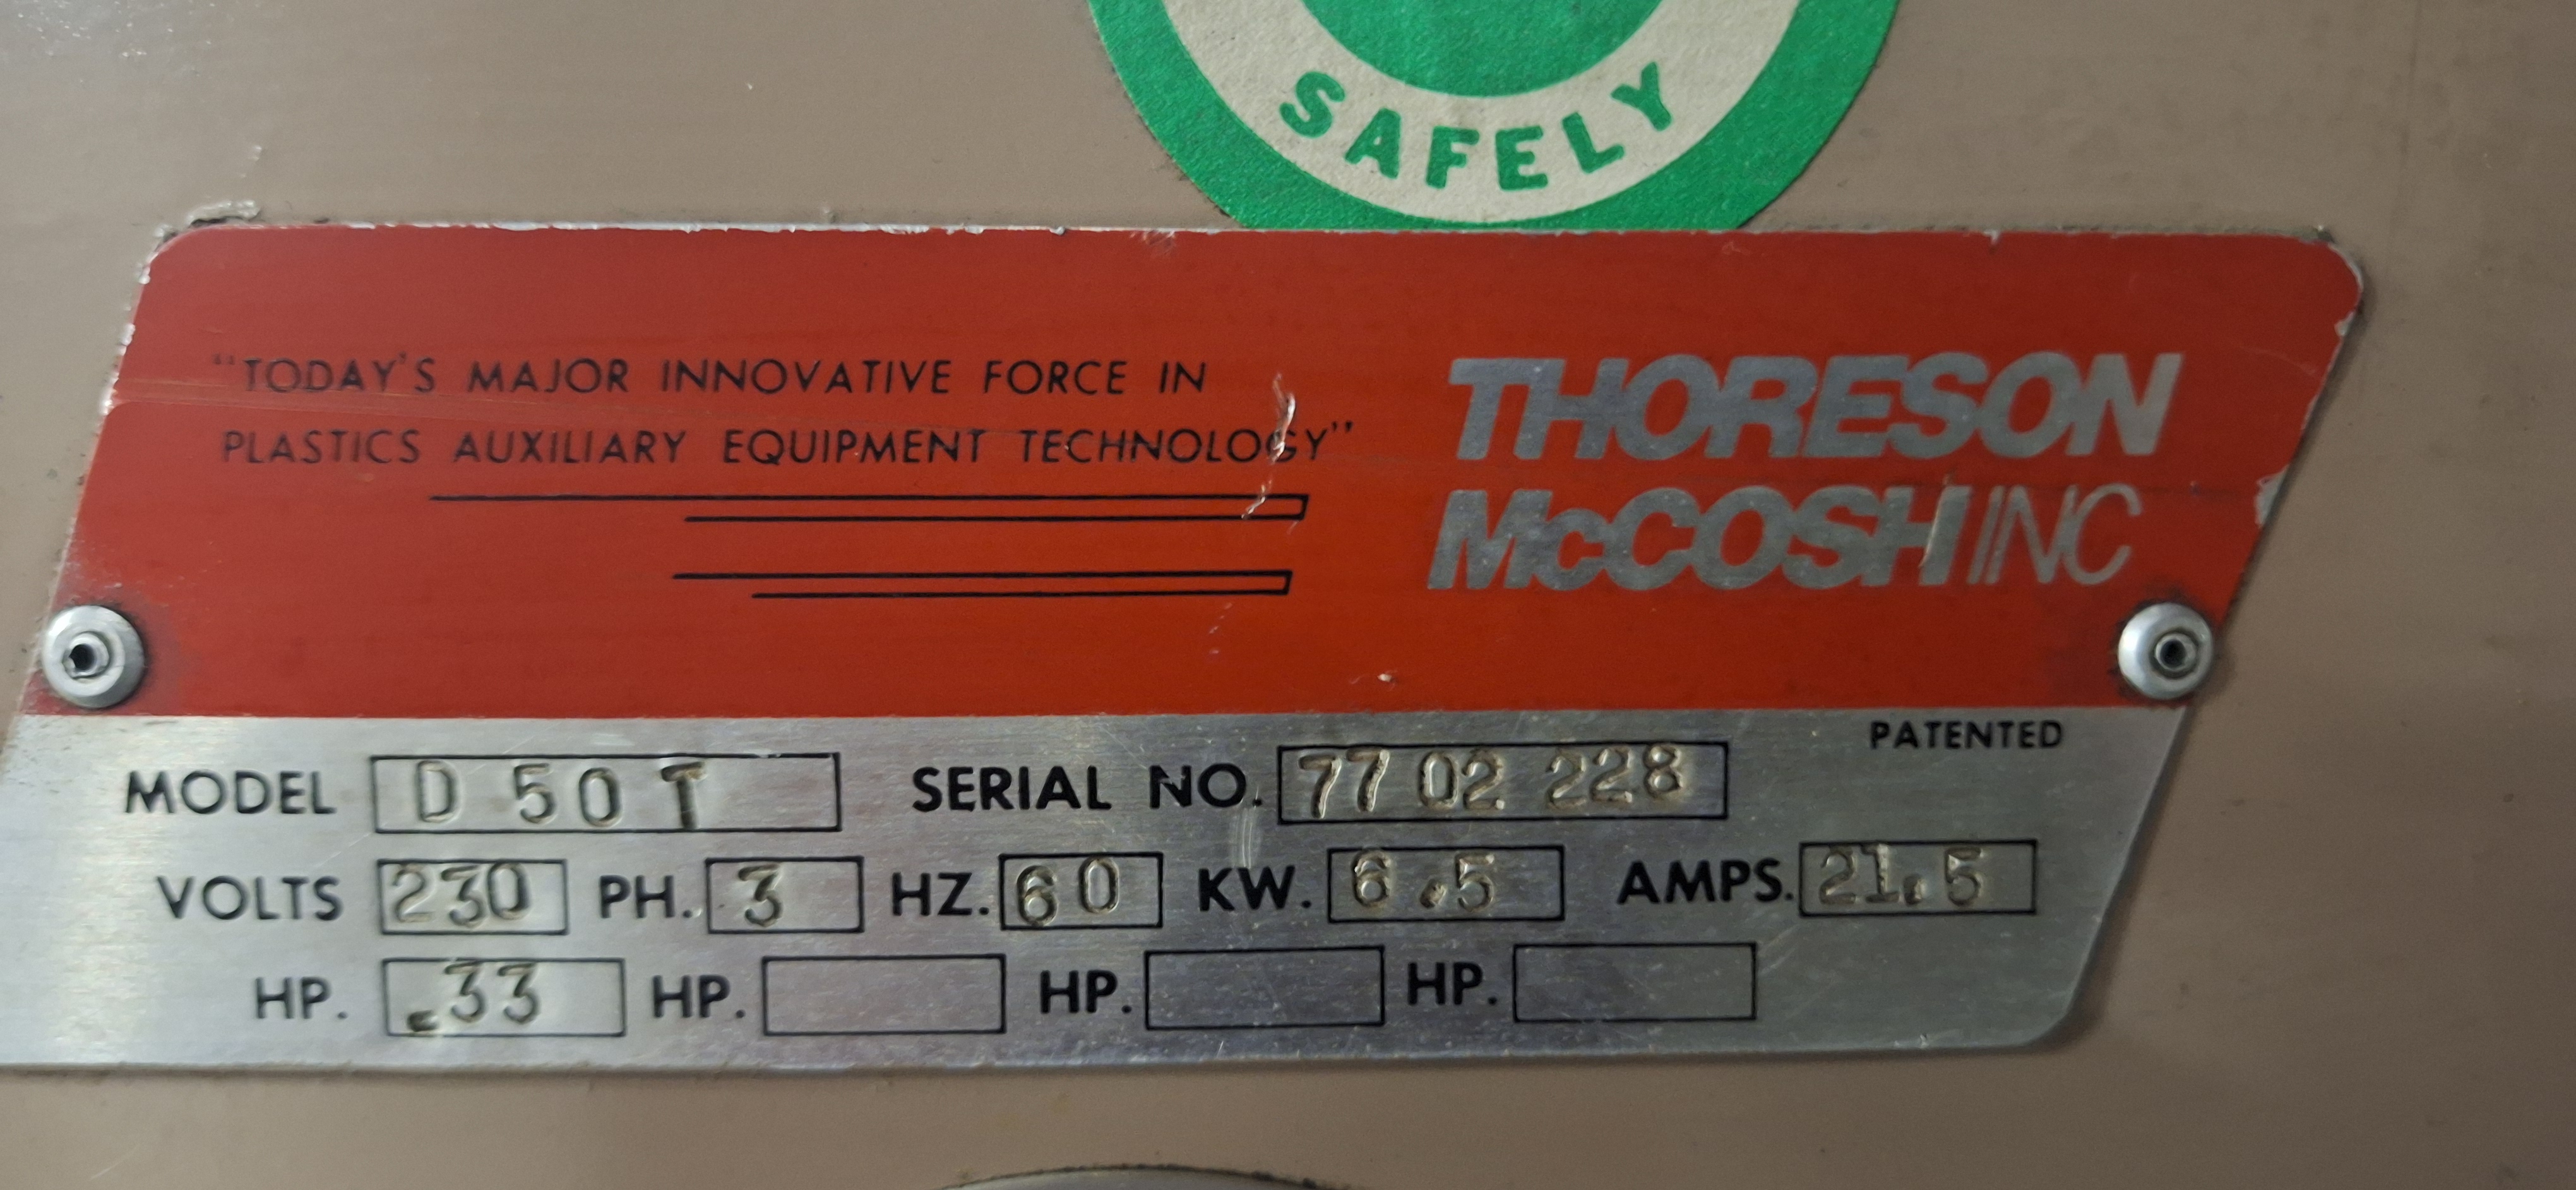 SAFELY
"TODAY'S MAJOR INNOVATIVE FORCE IN
PLASTICS AUXILIARY EQUIPMENT TECHNOLOGY"
THORESON
McCOSH INC
PATENTED
MODEL D 50 T SERIAL NO. 77 02 228
VOLTS 230 PH. 3 HZ. 60 KW. 6.5 AMPS. 21.5
HP. .33 HP. HP. HP.